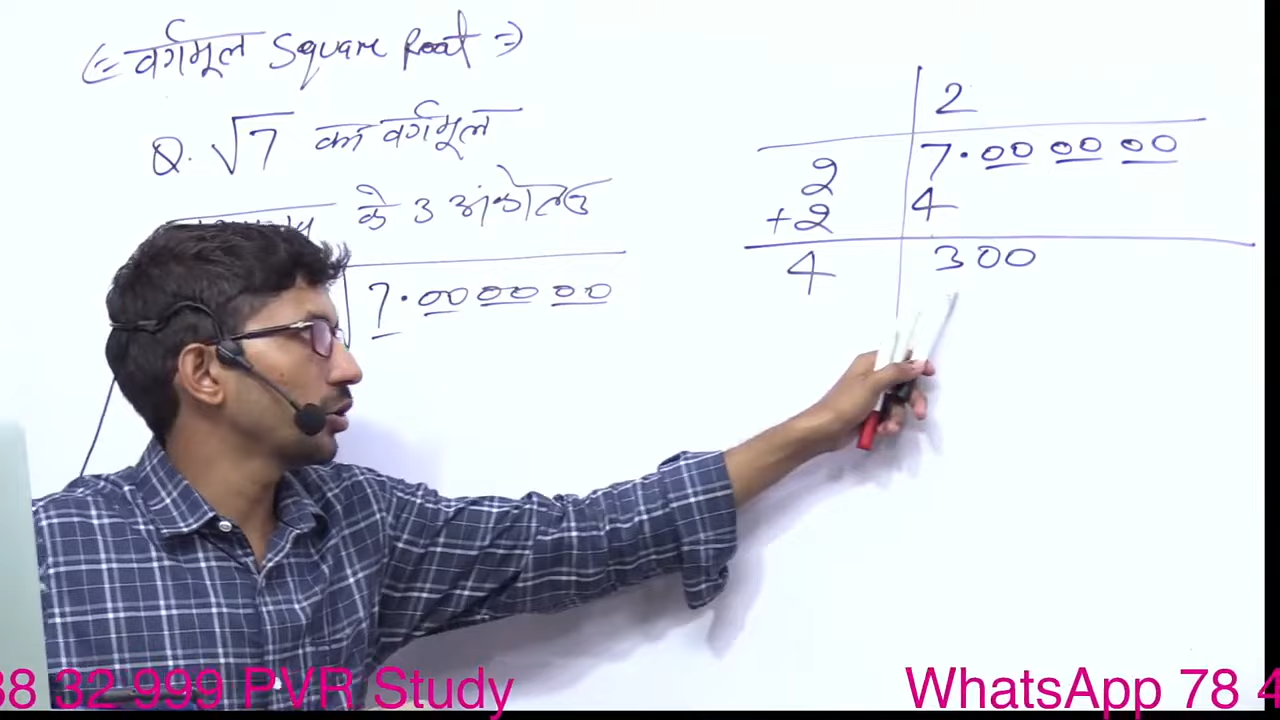 (= वर्गमूल Square Root =)
Q. √7 का वर्गमूल
के 3 अंको तक
7.00 00 00
2
2 7.00 00 00
+2 4
4 300
38 32 999 PVR Study
WhatsApp 78 4